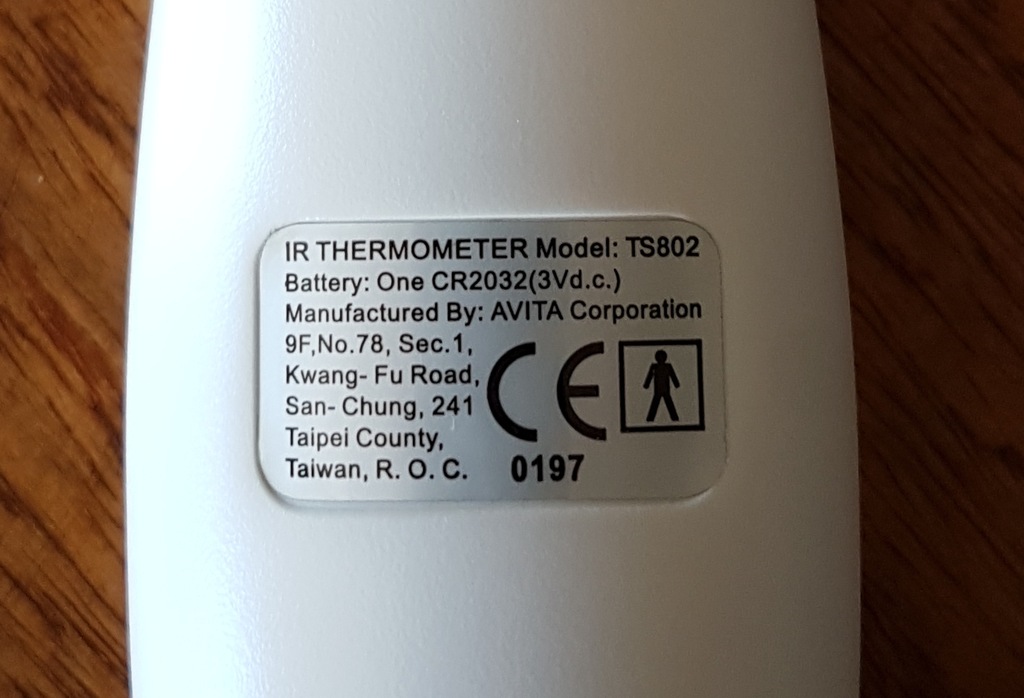 IR THERMOMETER Model: TS802
Battery: One CR2032(3Vd.c.)
Manufactured By: AVITA Corporation
9F,No.78, Sec.1,
Kwang- Fu Road,
San- Chung, 241
Taipei County,
Taiwan, R. O. C.
CE
0197